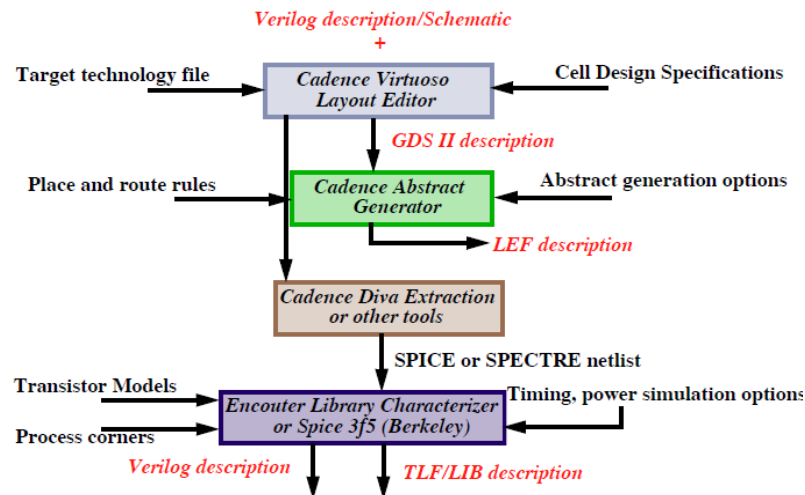 Verilog description/Schematic
+
Target technology file
Cadence Virtuoso
Layout Editor
Cell Design Specifications
GDS II description
Place and route rules
Cadence Abstract
Generator
Abstract generation options
LEF description
Cadence Diva Extraction
or other tools
SPICE or SPECTRE netlist
Transistor Models
Process corners
Encouter Library Characterizer
or Spice 3f5 (Berkeley)
Timing, power simulation options
Verilog description
TLF/LIB description